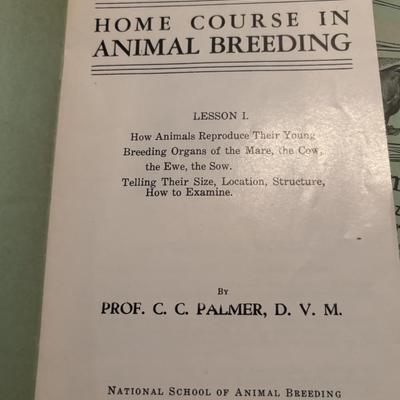 HOME COURSE IN
ANIMAL BREEDING
LESSON I.
How Animals Reproduce Their Young
Breeding Organs of the Mare, the Cow,
the Ewe, the Sow.
Telling Their Size, Location, Structure,
How to Examine.
BY
PROF. C. C. PALMER, D. V. M.
NATIONAL SCHOOL OF ANIMAL BREEDING